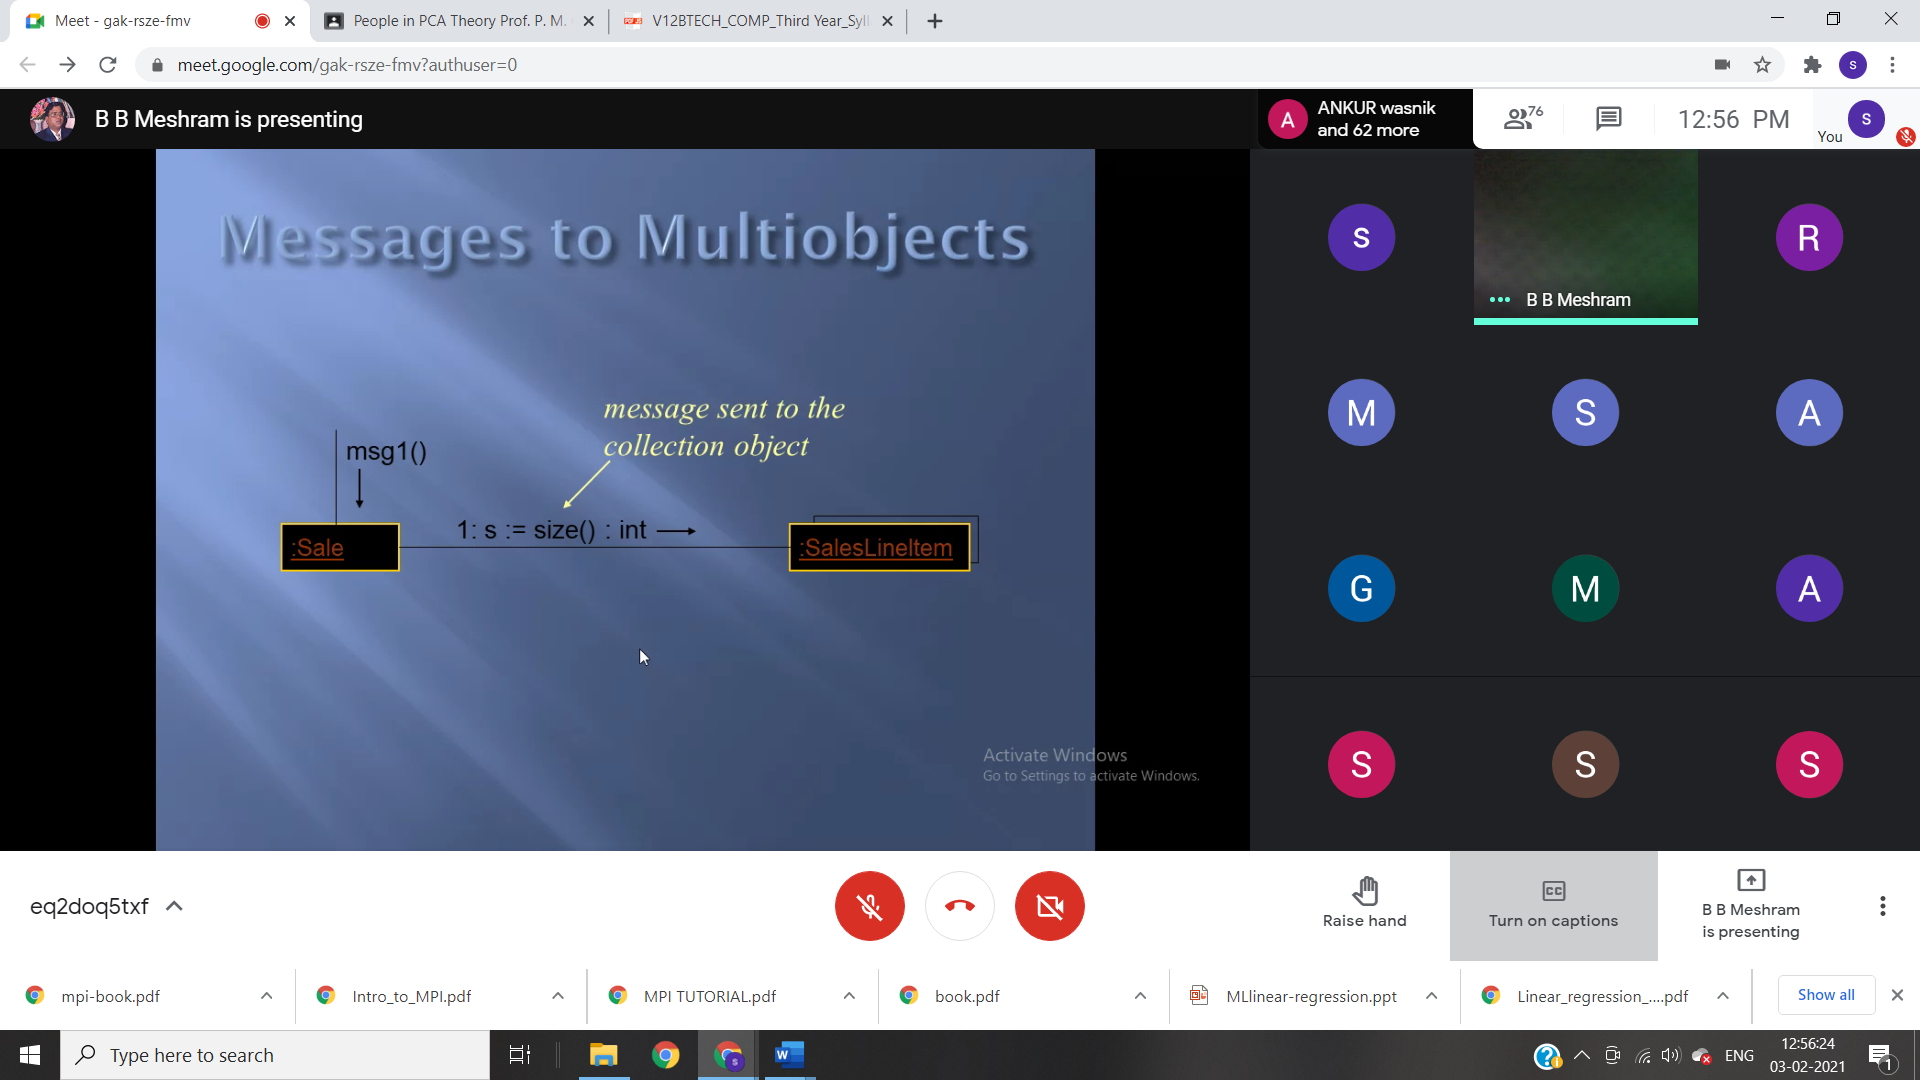 Meet - gak-rsze-fmv
People in PCA Theory Prof. P. M.
V12BTECH_COMP_Third Year_Syll
meet.google.com/gak-rsze-fmv?authuser=0
S
B B Meshram is presenting
A
ANKUR wasnik
and 62 more
76
12:56 PM
You
S
Messages to Multiobjects
message sent to the
collection object
msg1()
1: s := size() : int
:Sale
:SalesLineItem
Activate Windows
Go to Settings to activate Windows.
S
B B Meshram
R
M
S
A
G
M
A
S
S
S
eq2doq5txf
Raise hand
Turn on captions
B B Meshram
is presenting
mpi-book.pdf
Intro_to_MPI.pdf
MPI TUTORIAL.pdf
book.pdf
MLlinear-regression.ppt
Linear_regression_....pdf
Show all
Type here to search
ENG
12:56:24
03-02-2021
1